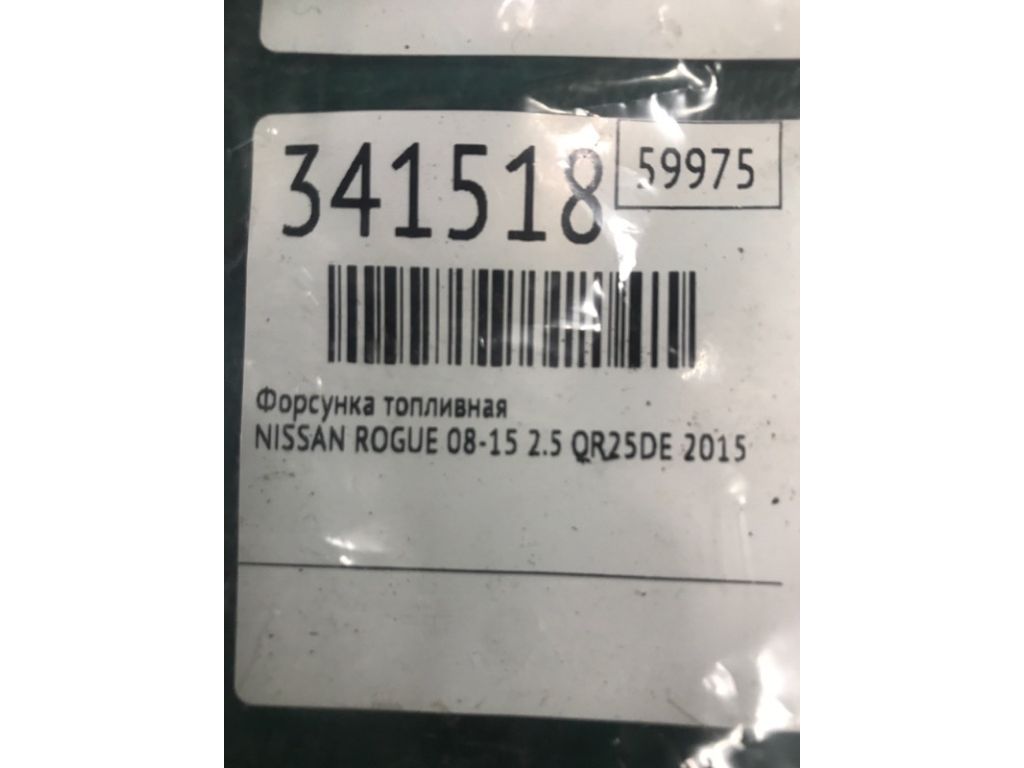 341518
59975
Форсунка топливная
NISSAN ROGUE 08-15 2.5 QR25DE 2015